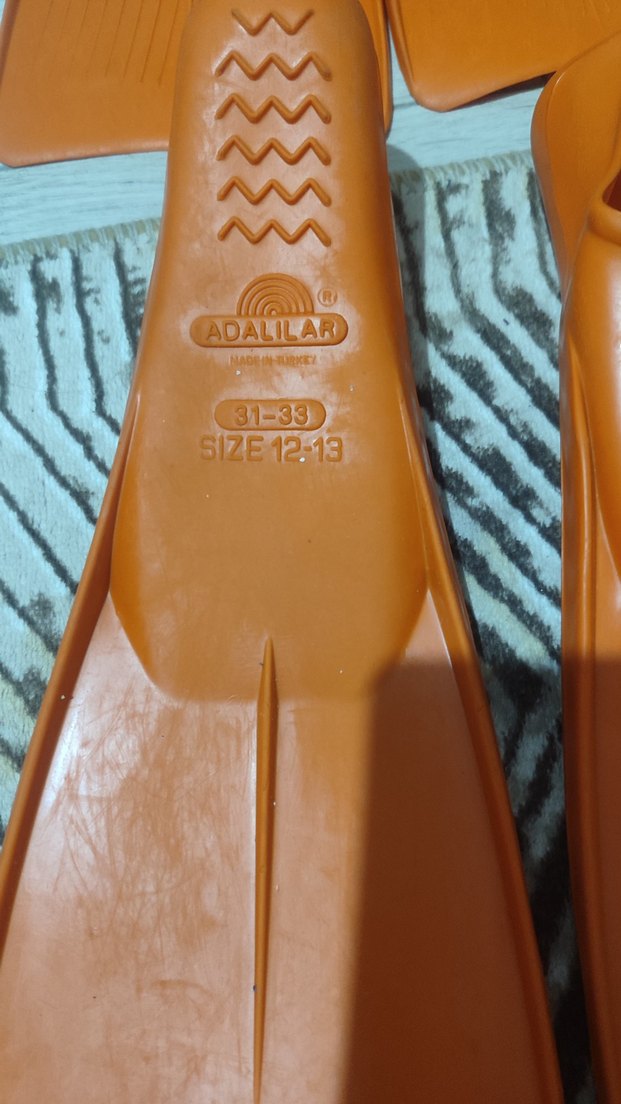 ®
ADALILAR
MADE IN TURKEY
31-33
SIZE 12-13